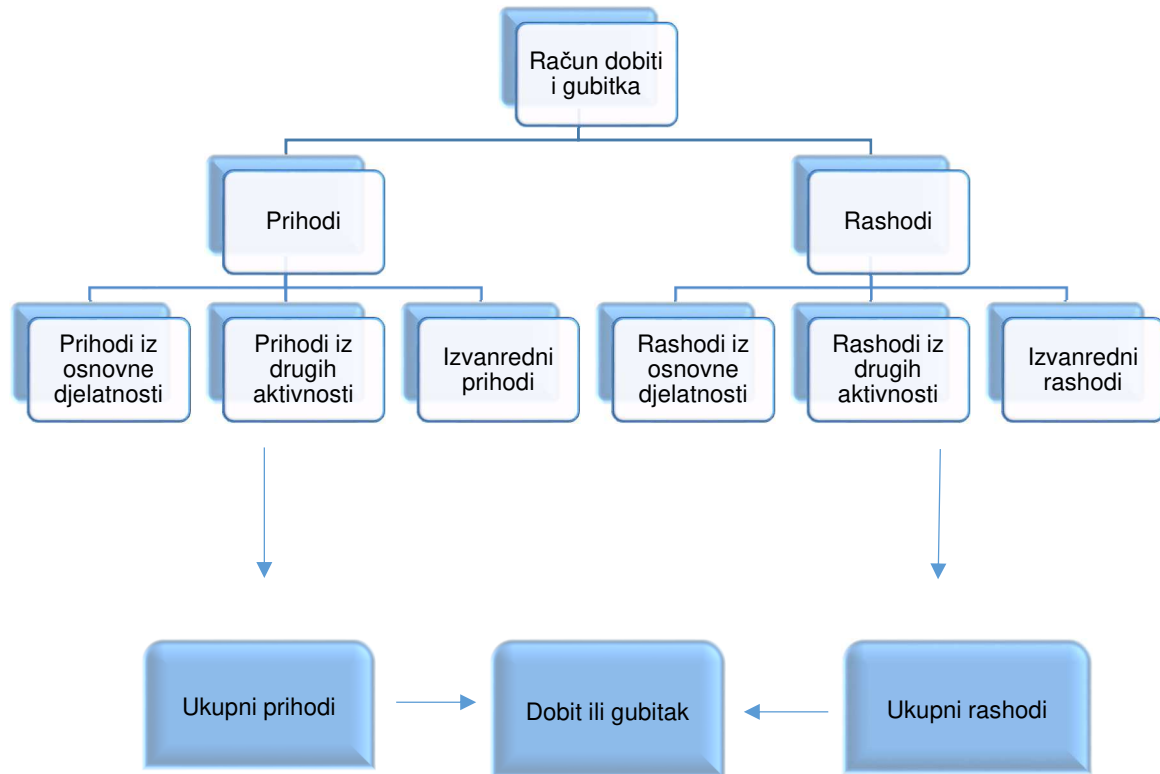 Račun dobiti
i gubitka
Prihodi
Rashodi
Prihodi iz
osnovne
djelatnosti
Prihodi iz
drugih
aktivnosti
Izvanredni
prihodi
Rashodi iz
osnovne
djelatnosti
Rashodi iz
drugih
aktivnosti
Izvanredni
rashodi
Ukupni prihodi
Dobit ili gubitak
Ukupni rashodi